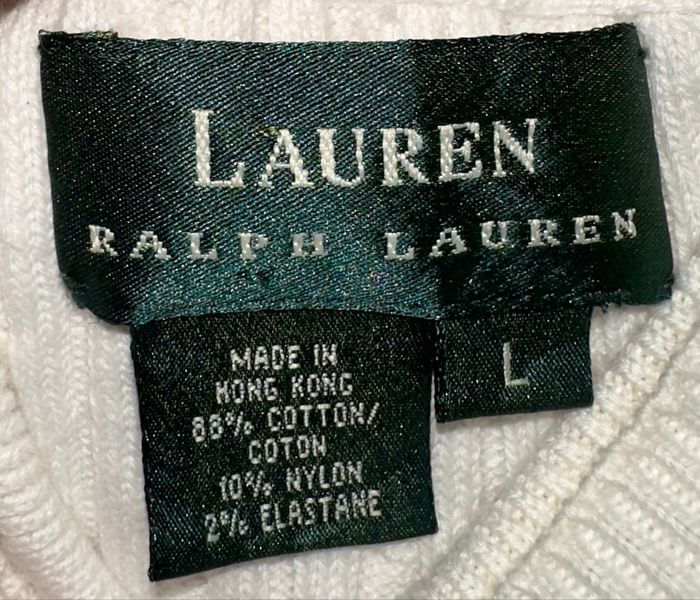 LAUREN
RALPH LAUREN
MADE IN
HONG KONG
88% COTTON/
COTON
10% NYLON
2% ELASTANE
L